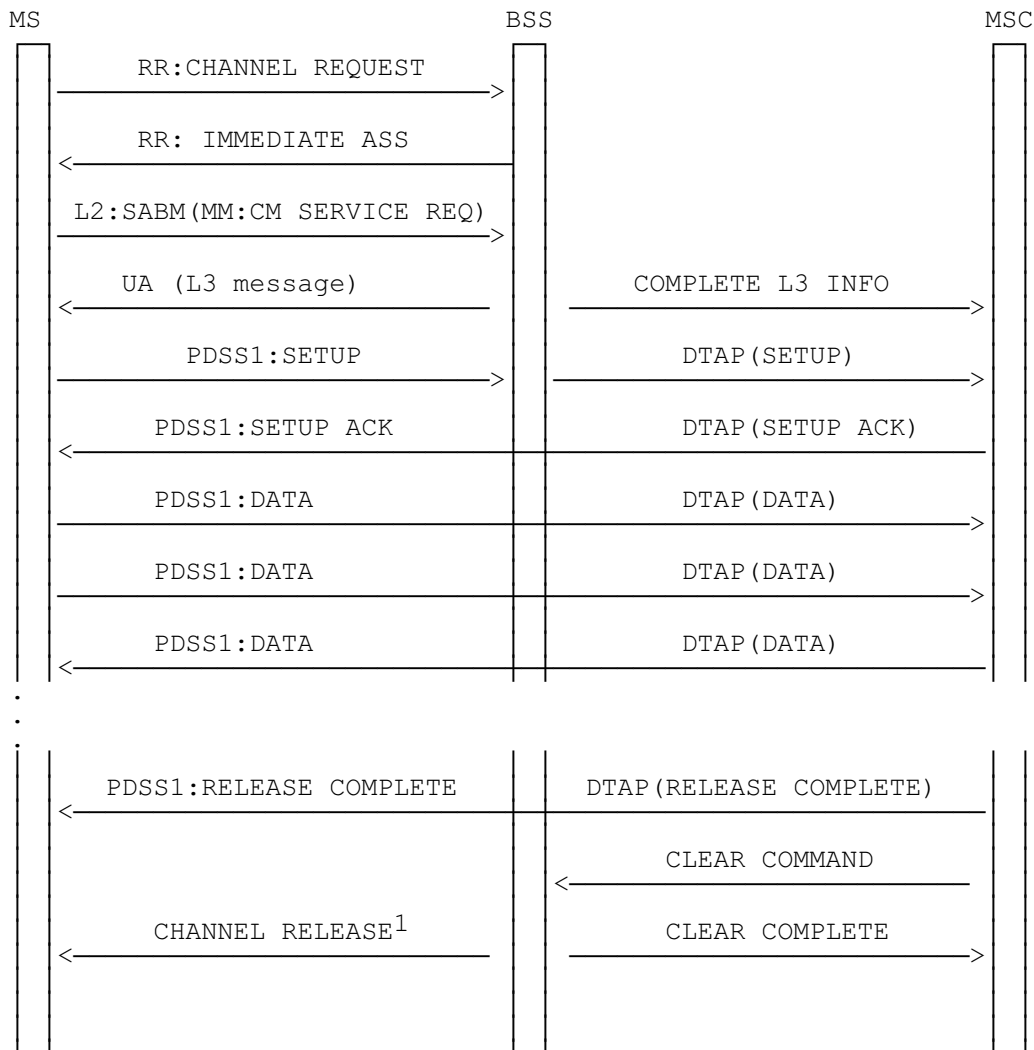 MS BSS MSC
RR:CHANNEL REQUEST
RR: IMMEDIATE ASS
L2:SABM(MM:CM SERVICE REQ)
UA (L3 message) COMPLETE L3 INFO
PDSS1:SETUP DTAP(SETUP)
PDSS1:SETUP ACK DTAP(SETUP ACK)
PDSS1:DATA DTAP(DATA)
PDSS1:DATA DTAP(DATA)
PDSS1:DATA DTAP(DATA)
.
.
.
PDSS1:RELEASE COMPLETE DTAP(RELEASE COMPLETE)
CLEAR COMMAND
CHANNEL RELEASE1 CLEAR COMPLETE